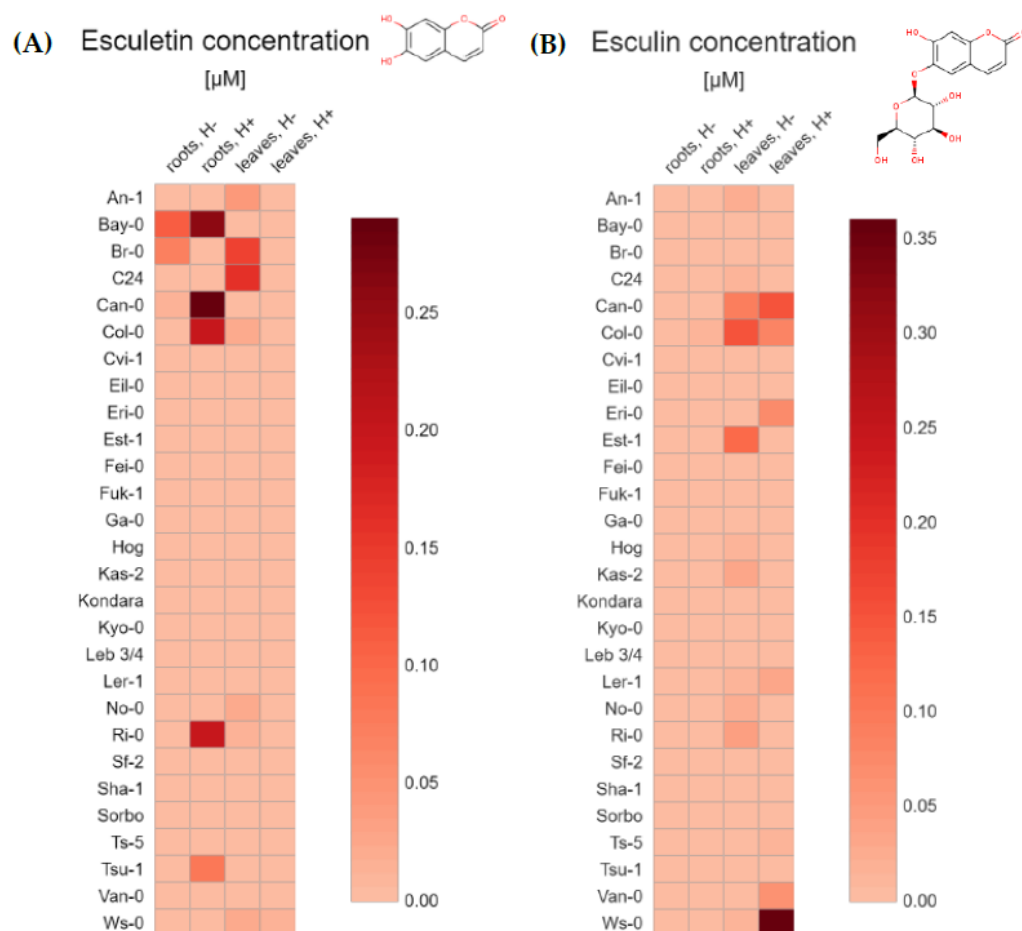 (A) Esculetin concentration
[µM]
HO
HO
O
O
roots, H-
roots, H+
leaves, H-
leaves, H+
An-1
Bay-0
Br-0
C24
Can-0
Col-0
Cvi-1
Eil-0
Eri-0
Est-1
Fei-0
Fuk-1
Ga-0
Hog
Kas-2
Kondara
Kyo-0
Leb 3/4
Ler-1
No-0
Ri-0
Sf-2
Sha-1
Sorbo
Ts-5
Tsu-1
Van-0
Ws-0
0.25
0.20
0.15
0.10
0.05
0.00
(B) Esculin concentration
[µM]
HO
O
O
O
O
OH
OH
OH
OH
roots, H-
roots, H+
leaves, H-
leaves, H+
An-1
Bay-0
Br-0
C24
Can-0
Col-0
Cvi-1
Eil-0
Eri-0
Est-1
Fei-0
Fuk-1
Ga-0
Hog
Kas-2
Kondara
Kyo-0
Leb 3/4
Ler-1
No-0
Ri-0
Sf-2
Sha-1
Sorbo
Ts-5
Tsu-1
Van-0
Ws-0
0.35
0.30
0.25
0.20
0.15
0.10
0.05
0.00